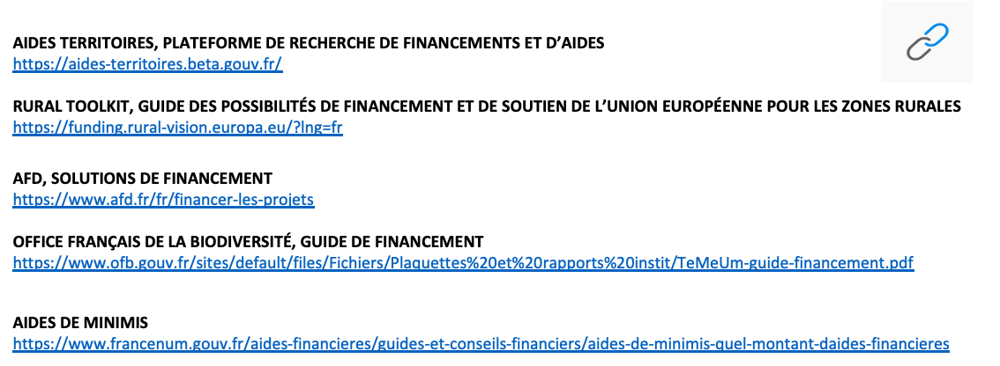 AIDES TERRITOIRES, PLATEFORME DE RECHERCHE DE FINANCEMENTS ET D’AIDES
https://aides-territoires.beta.gouv.fr/
RURAL TOOLKIT, GUIDE DES POSSIBILITÉS DE FINANCEMENT ET DE SOUTIEN DE L’UNION EUROPÉENNE POUR LES ZONES RURALES
https://funding.rural-vision.europa.eu/?lng=fr
AFD, SOLUTIONS DE FINANCEMENT
https://www.afd.fr/fr/financer-les-projets
OFFICE FRANÇAIS DE LA BIODIVERSITÉ, GUIDE DE FINANCEMENT
https://www.ofb.gouv.fr/sites/default/files/Fichiers/Plaquettes%20et%20rapports%20instit/TeMeUm-guide-financement.pdf
AIDES DE MINIMIS
https://www.francenum.gouv.fr/aides-financieres/guides-et-conseils-financiers/aides-de-minimis-quel-montant-daides-financieres